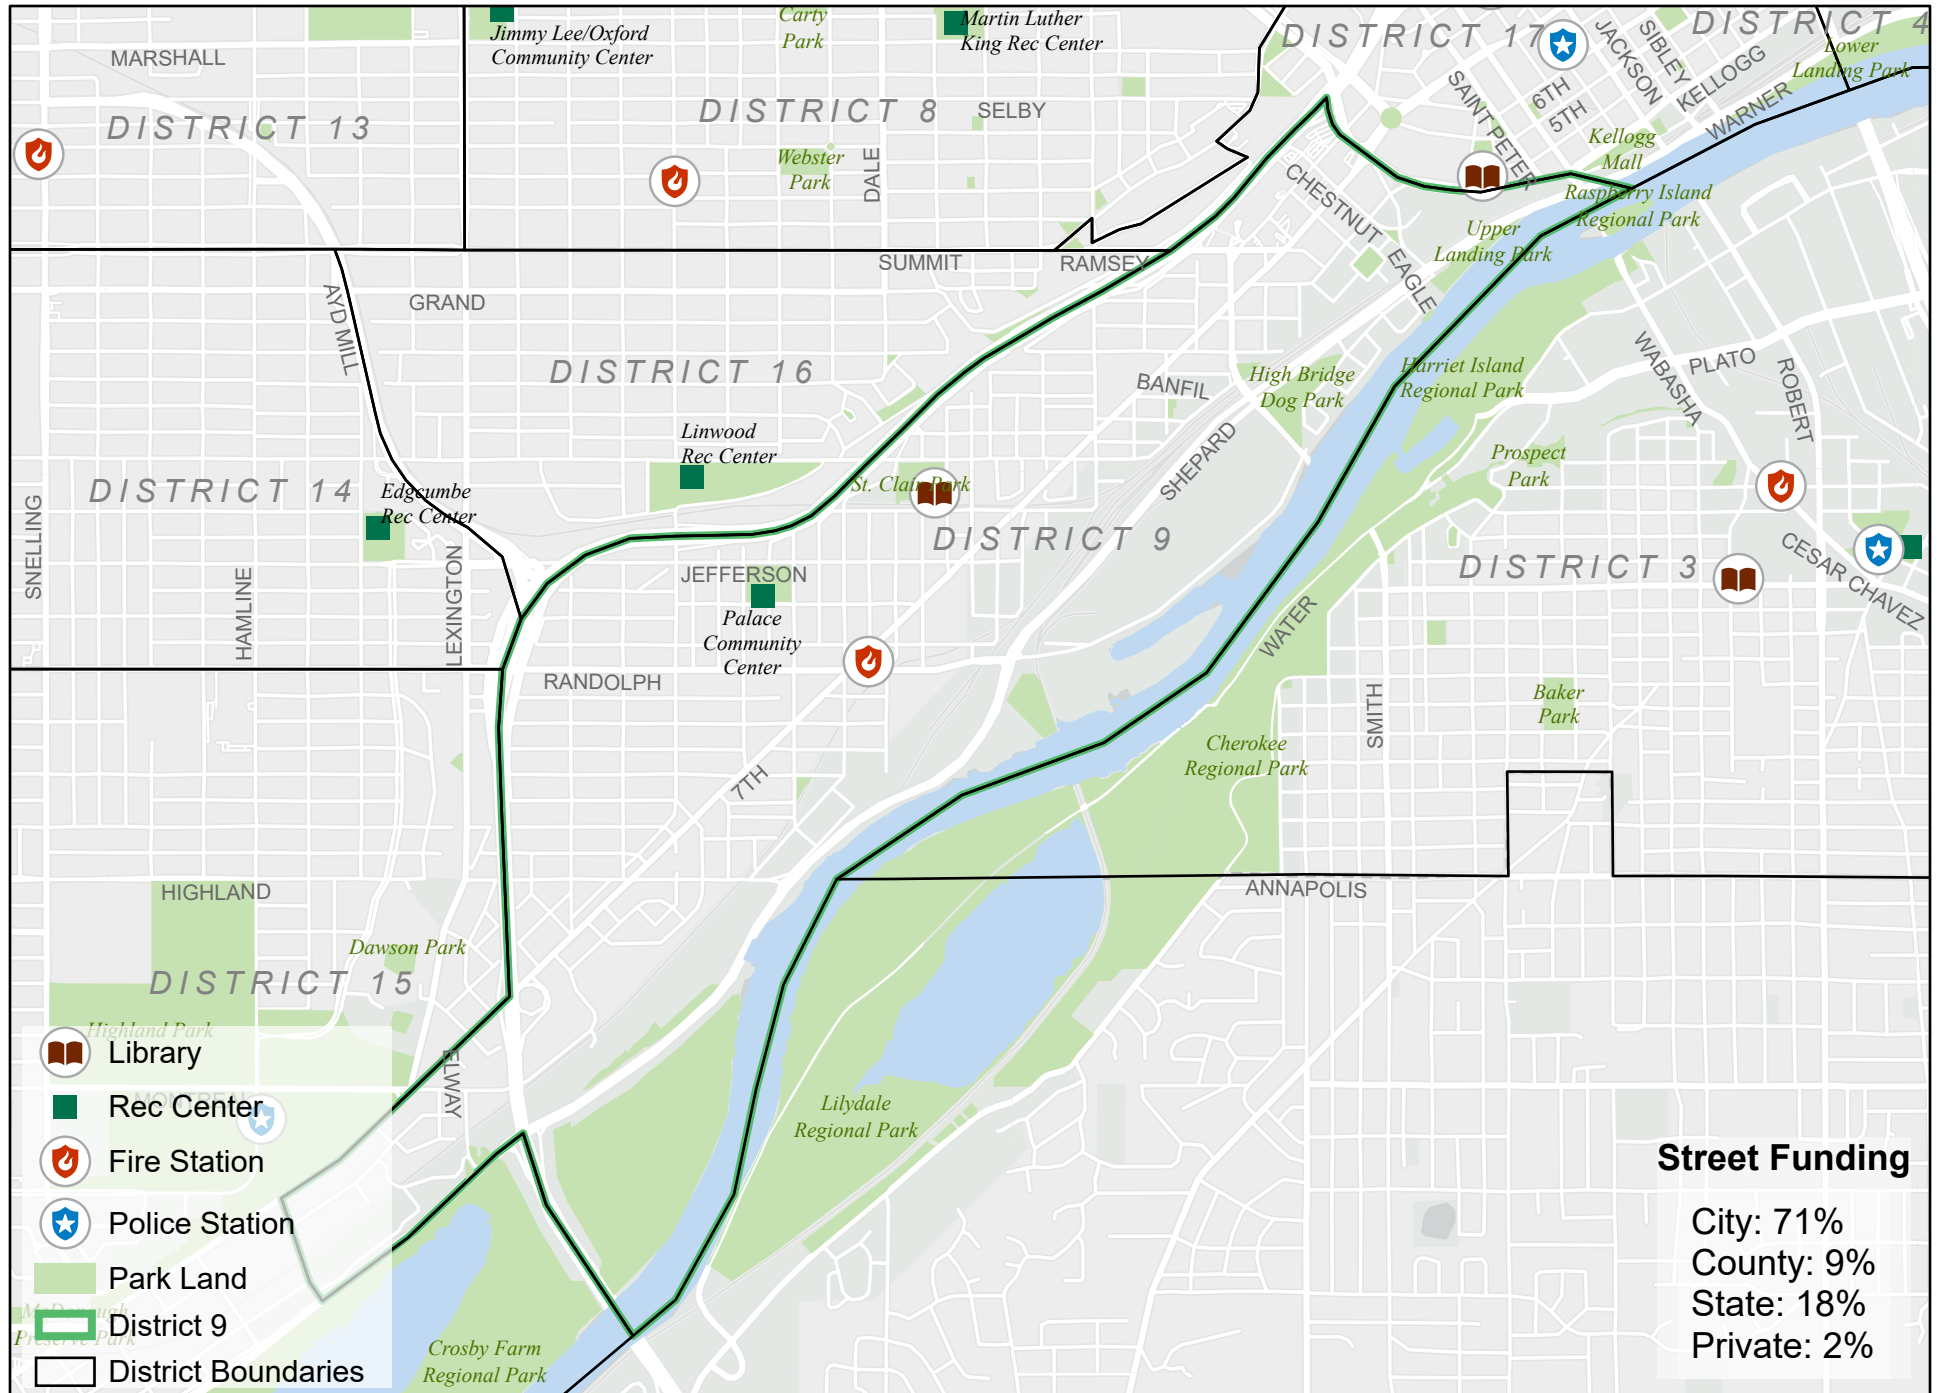 Carty
Park
Jimmy Lee/Oxford
Community Center
Martin Luther
King Rec Center
DISTRICT 17
DISTRICT 4
Lower
Landing Park
MARSHALL
DISTRICT 13
DISTRICT 8
SELBY
JACKSON
SIBLEY
KELLOGG
WARNER
6TH
5TH
SAINT PETER
Kellogg
Mall
Webster
Park
DALE
CHESTNUT
Raspberry Island
Regional Park
Upper
Landing Park
EAGLE
SUMMIT
RAMSEY
GRAND
AYD MILL
DISTRICT 16
BANFIL
High Bridge
Dog Park
Harriet Island
Regional Park
WABASHA
PLATO
ROBERT
Linwood
Rec Center
SHEPARD
Prospect
Park
DISTRICT 14
Edgcumbe
Rec Center
St. Clair Park
DISTRICT 9
DISTRICT 3
CESAR CHAVEZ
SNELLING
HAMLINE
LEXINGTON
JEFFERSON
Palace
Community
Center
WATER
RANDOLPH
SMITH
Baker
Park
7TH
Cherokee
Regional Park
HIGHLAND
ANNAPOLIS
Dawson Park
DISTRICT 15
Highland Park
MONTREAL
ELWAY
Lilydale
Regional Park
McDonough
Preserve Park
Crosby Farm
Regional Park
Library
Rec Center
Fire Station
Police Station
Park Land
District 9
District Boundaries
Street Funding
City: 71%
County: 9%
State: 18%
Private: 2%